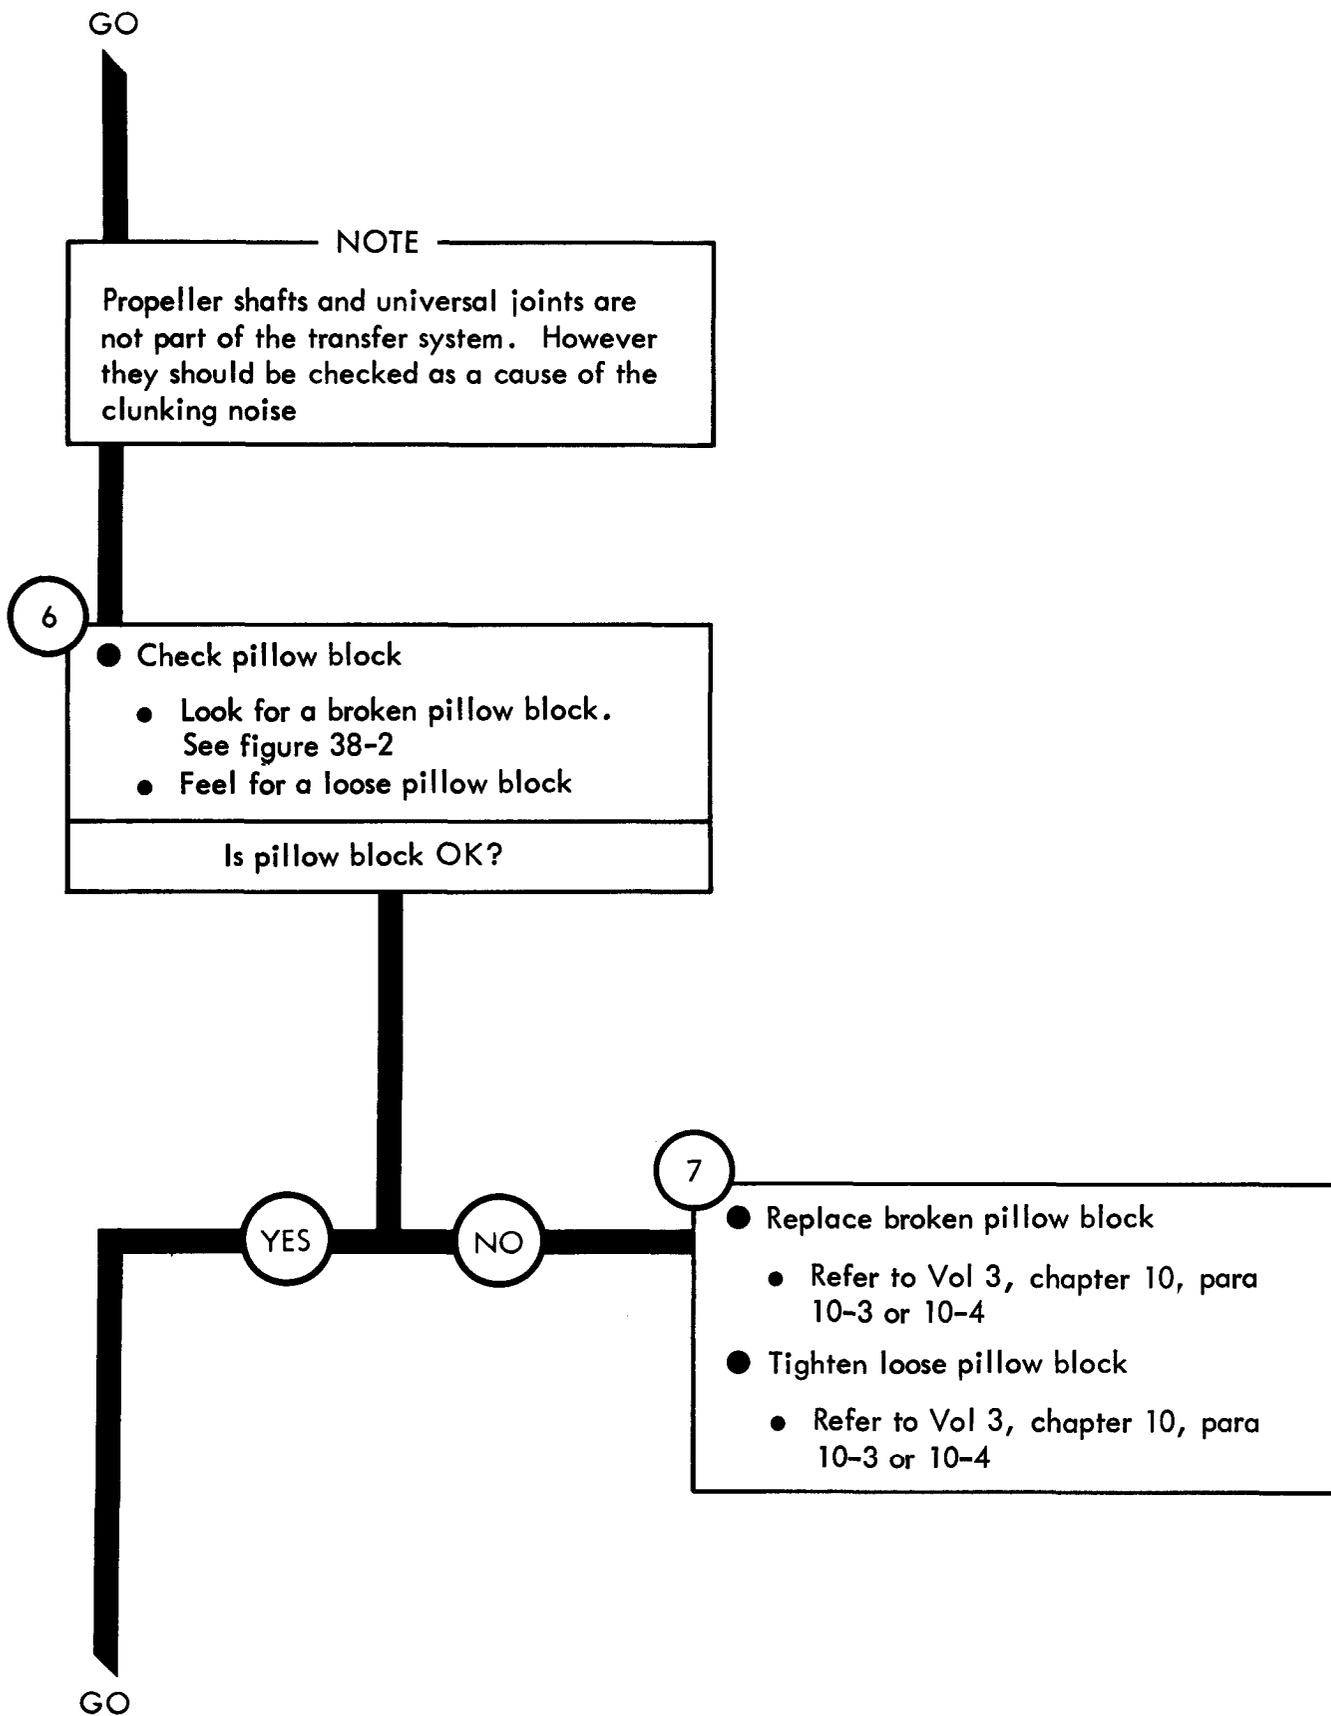 GO
NOTE
Propeller shafts and universal joints are
not part of the transfer system. However
they should be checked as a cause of the
clunking noise
6
● Check pillow block
● Look for a broken pillow block.
See figure 38-2
● Feel for a loose pillow block
Is pillow block OK?
YES
NO
7
● Replace broken pillow block
● Refer to Vol 3, chapter 10, para
10-3 or 10-4
● Tighten loose pillow block
● Refer to Vol 3, chapter 10, para
10-3 or 10-4
GO